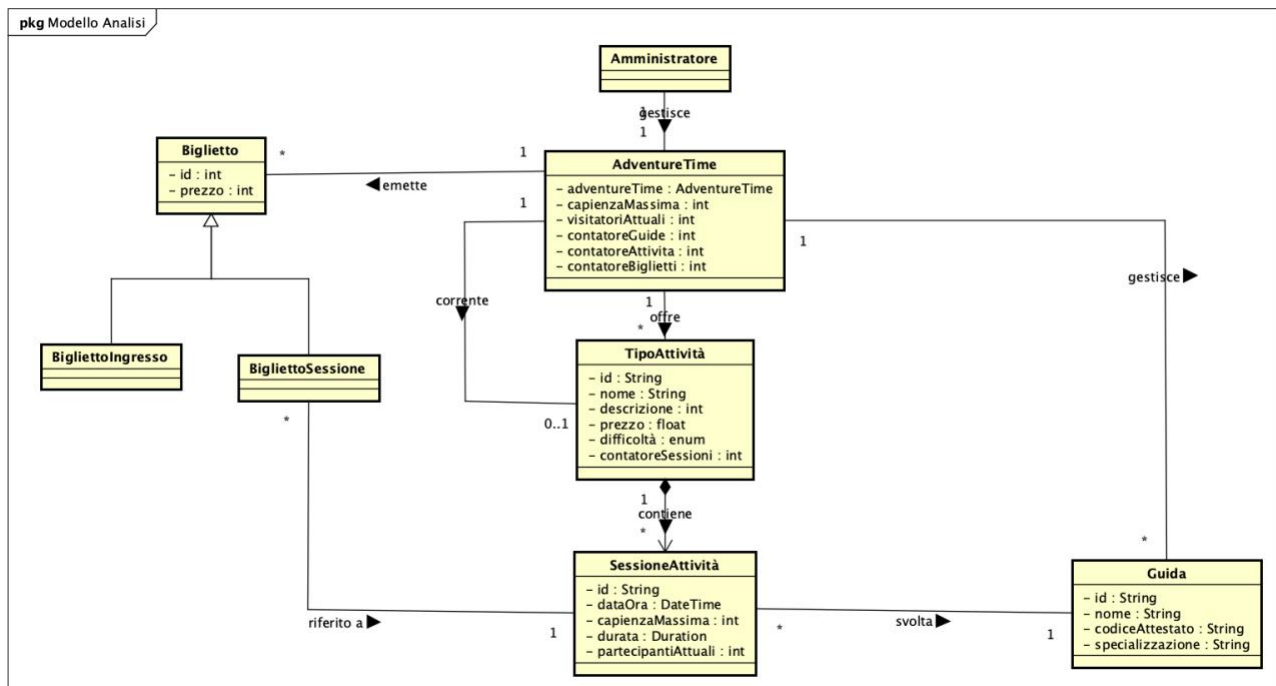 pkg Modello Analisi
Amministratore
1
gestisce
1
Biglietto
- id : int
- prezzo : int
*
1
emette
AdventureTime
- adventureTime : AdventureTime
- capienzaMassima : int
- visitatoriAttuali : int
- contatoreGuide : int
- contatoreAttivita : int
- contatoreBiglietti : int
1
1
gestisce
corrente
1
offre
*
BigliettoIngresso
BigliettoSessione
*
TipoAttività
- id : String
- nome : String
- descrizione : int
- prezzo : float
- difficoltà : enum
- contatoreSessioni : int
0..1
1
contiene
*
SessioneAttività
- id : String
- dataOra : DateTime
- capienzaMassima : int
- durata : Duration
- partecipantiAttuali : int
riferito a
1
*
svolta
1
*
Guida
- id : String
- nome : String
- codiceAttestato : String
- specializzazione : String